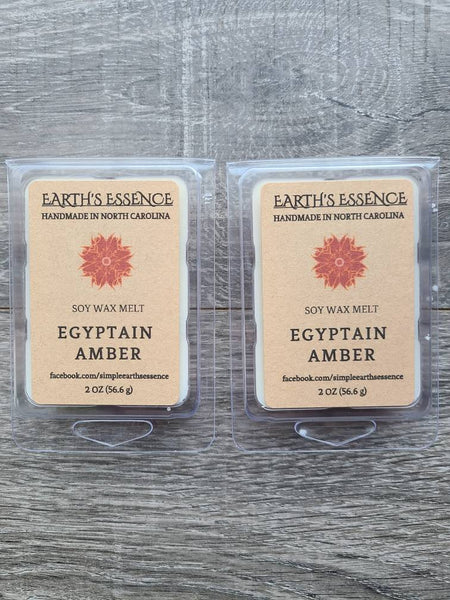 EARTH'S ESSENCE
HANDMADE IN NORTH CAROLINA
SOY WAX MELT
EGYPTAIN
AMBER
facebook.com/simpleearthsessence
2 OZ (56.6 g)
EARTH'S ESSENCE
HANDMADE IN NORTH CAROLINA
SOY WAX MELT
EGYPTAIN
AMBER
facebook.com/simpleearthsessence
2 OZ (56.6 g)